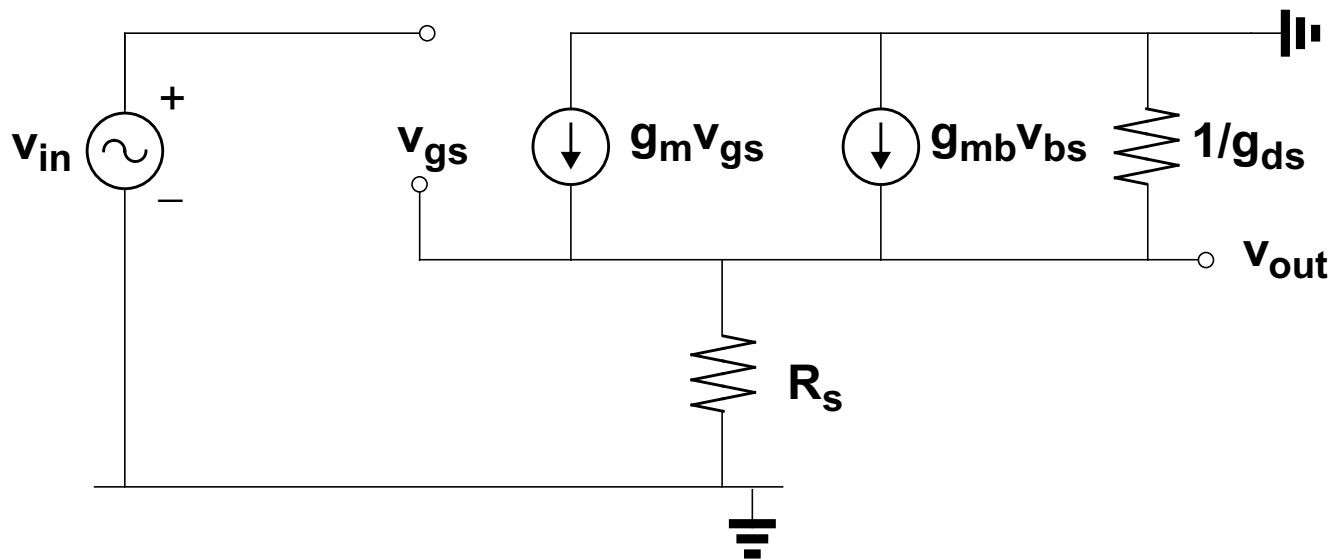 +
v_in
−
v_gs
g_m v_gs
g_mb v_bs
1/g_ds
v_out
R_s